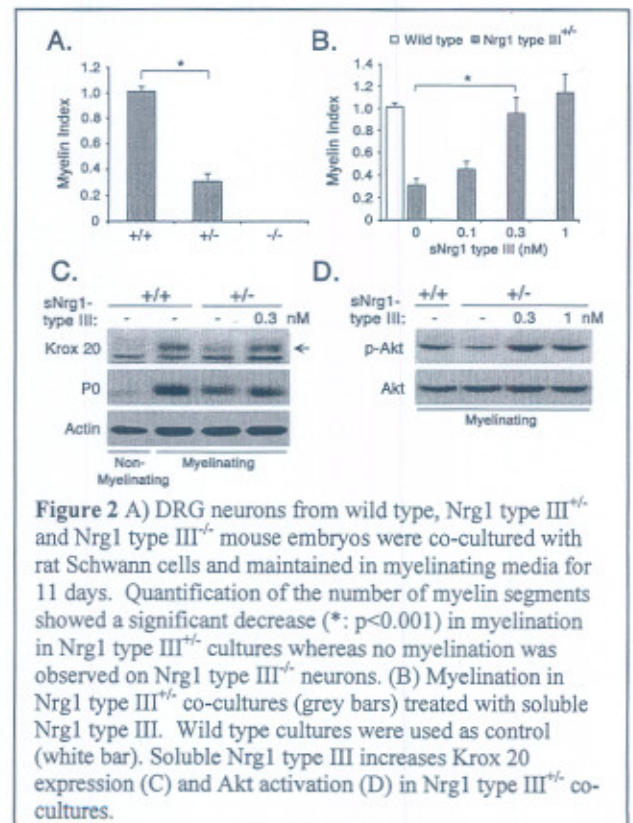 A.
Myelin Index
1.2
1.0
0.8
0.6
0.4
0.2
0
*
+/+
+/-
-/-
B.
Wild type Nrg1 type III+/-
Myelin Index
1.4
1.2
1.0
0.8
0.6
0.4
0.2
0
*
0 0.1 0.3 1
sNrg1 type III (nM)
C.
+/+ +/-
sNrg1-
type III: - - - 0.3 nM
Krox 20
P0
Actin
Non-
Myelinating
Myelinating
D.
+/+ +/-
sNrg1-
type III: - - 0.3 1 nM
p-Akt
Akt
Myelinating
Figure 2 A) DRG neurons from wild type, Nrg1 type III+/-
and Nrg1 type III-/- mouse embryos were co-cultured with
rat Schwann cells and maintained in myelinating media for
11 days. Quantification of the number of myelin segments
showed a significant decrease (*: p<0.001) in myelination
in Nrg1 type III+/- cultures whereas no myelination was
observed on Nrg1 type III-/- neurons. (B) Myelination in
Nrg1 type III+/- co-cultures (grey bars) treated with soluble
Nrg1 type III. Wild type cultures were used as control
(white bar). Soluble Nrg1 type III increases Krox 20
expression (C) and Akt activation (D) in Nrg1 type III+/- co-
cultures.